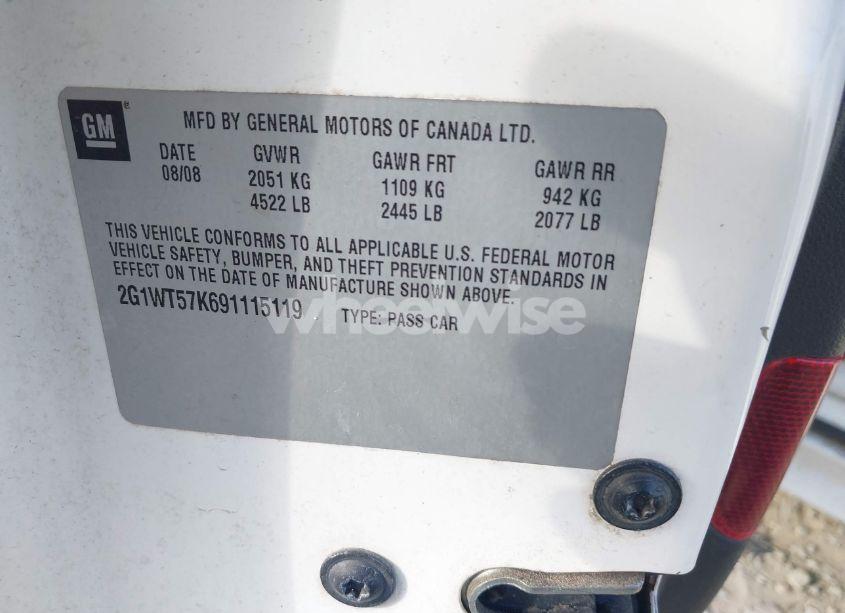 GM®
MFD BY GENERAL MOTORS OF CANADA LTD.
DATE GVWR GAWR FRT GAWR RR
08/08 2051 KG 1109 KG 942 KG
4522 LB 2445 LB 2077 LB
THIS VEHICLE CONFORMS TO ALL APPLICABLE U.S. FEDERAL MOTOR
VEHICLE SAFETY, BUMPER, AND THEFT PREVENTION STANDARDS IN
EFFECT ON THE DATE OF MANUFACTURE SHOWN ABOVE.
2G1WT57K691115119 TYPE: PASS CAR
wheelwise